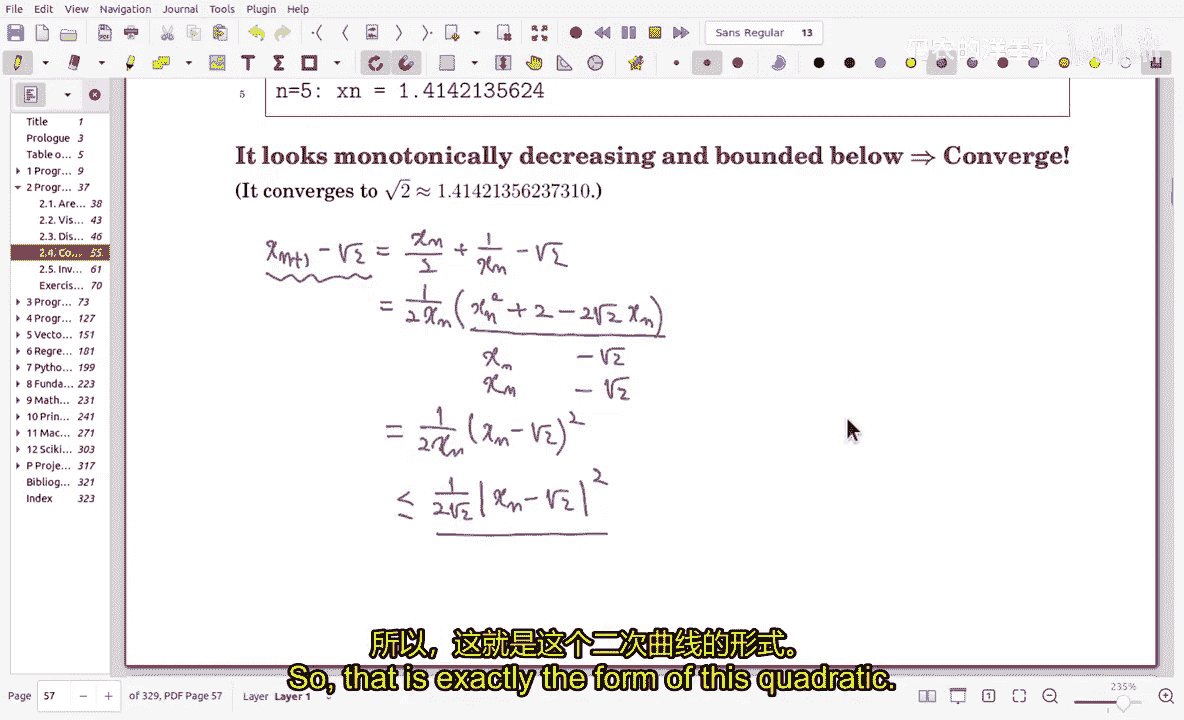 File Edit View Navigation Journal Tools Plugin Help
Sans Regular 13
Title 1
Prologue 3
Table o... 5
1 Progr... 9
2 Progr... 37
2.1. Are... 38
2.2. Vis... 43
2.3. Dis... 46
2.4. Co... 55
2.5. Inv... 61
Exercis... 70
3 Progr... 73
4 Progr... 127
5 Vecto... 151
6 Regre... 181
7 Pytho... 199
8 Funda... 223
9 Math... 231
10 Prin... 241
11 Mac... 271
12 Sciki... 303
P Proje... 317
Bibliog... 321
Index 323
5 n=5: xn = 1.4142135624
It looks monotonically decreasing and bounded below ⇒ Converge!
(It converges to √2 ≈ 1.41421356237310.)
x_{n+1} − √2 = x_n/2 + 1/x_n − √2
= 1/(2x_n) (x_n² + 2 − 2√2 x_n)
x_n − √2
x_n − √2
= 1/(2x_n) (x_n − √2)²
≤ 1/(2√2) |x_n − √2|²
所以，这就是这个二次曲线的形式。
So, that is exactly the form of this quadratic.
Page 57 − + of 329, PDF Page 57 Layer Layer 1 235%